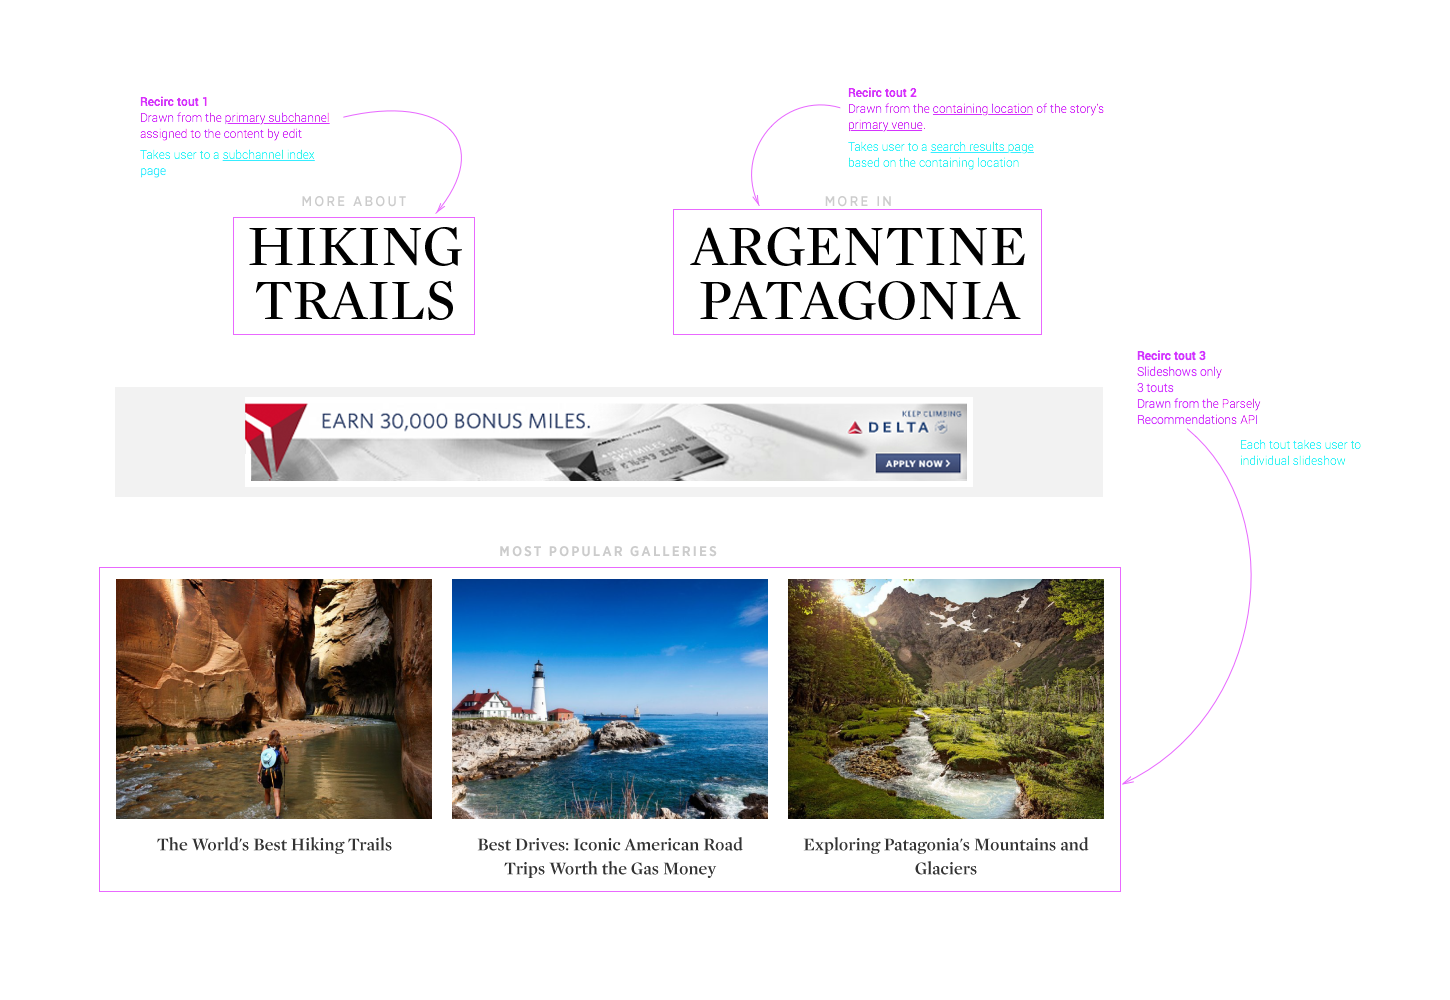 Recirc tout 1
Drawn from the primary subchannel
assigned to the content by edit
Takes user to a subchannel index
page
Recirc tout 2
Drawn from the containing location of the story's
primary venue.
Takes user to a search results page
based on the containing location
MORE ABOUT
HIKING
TRAILS
MORE IN
ARGENTINE
PATAGONIA
Recirc tout 3
Slideshows only
3 touts
Drawn from the Parsely
Recommendations API
Each tout takes user to
individual slideshow
EARN 30,000 BONUS MILES.
KEEP CLIMBING
DELTA
APPLY NOW >
MOST POPULAR GALLERIES
The World's Best Hiking Trails
Best Drives: Iconic American Road
Trips Worth the Gas Money
Exploring Patagonia's Mountains and
Glaciers